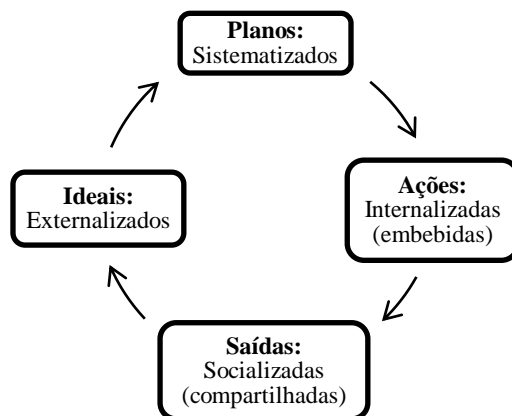 Planos:
Sistematizados
Ideais:
Externalizados
Ações:
Internalizadas
(embebidas)
Saídas:
Socializadas
(compartilhadas)